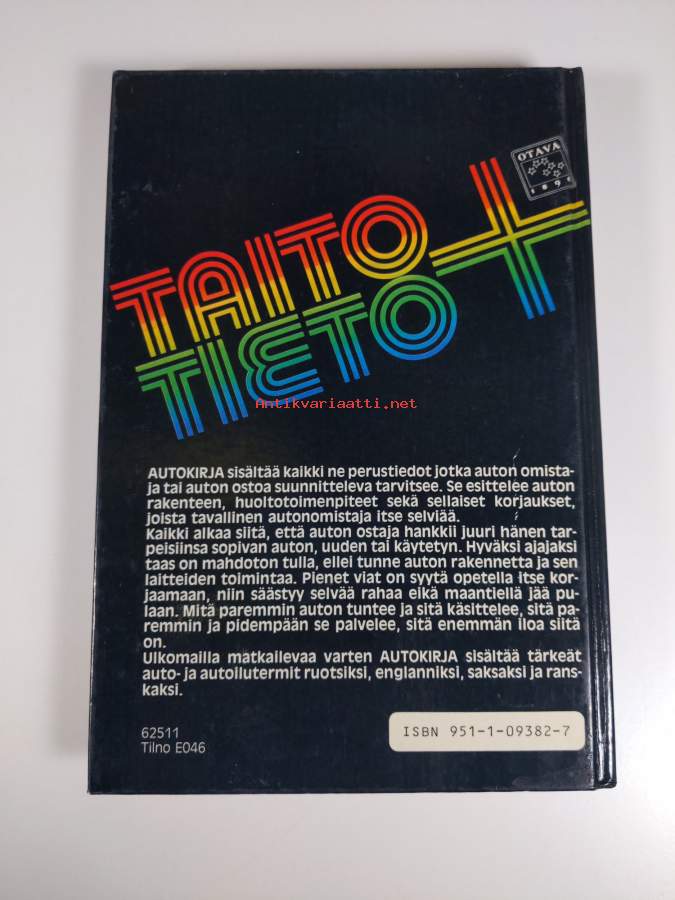 OTAVA
1890
TAITO +
TIETO
Antikvariaatti.net
AUTOKIRJA sisältää kaikki ne perustiedot jotka auton omista-
ja tai auton ostoa suunnitteleva tarvitsee. Se esittelee auton
rakenteen, huoltotoimenpiteet sekä sellaiset korjaukset,
joista tavallinen autonomistaja itse selviää.
Kaikki alkaa siitä, että auton ostaja hankkii juuri hänen tar-
peisiinsa sopivan auton, uuden tai käytetyn. Hyväksi ajajaksi
taas on mahdoton tulla, ellei tunne auton rakennetta ja sen
laitteiden toimintaa. Pienet viat on syytä opetella itse kor-
jaamaan, niin säästyy selvää rahaa eikä maantiellä jää pu-
laan. Mitä paremmin auton tuntee ja sitä käsittelee, sitä pa-
remmin ja pidempään se palvelee, sitä enemmän iloa siitä
on.
Ulkomailla matkailevaa varten AUTOKIRJA sisältää tärkeät
auto- ja autoilutermit ruotsiksi, englanniksi, saksaksi ja rans-
kaksi.
62511
Tilno E046
ISBN 951-1-09382-7